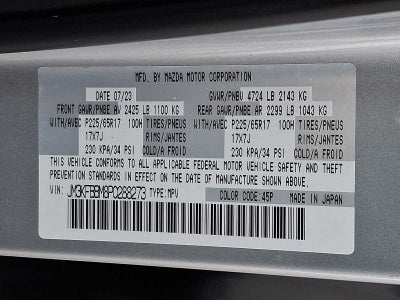 MFD. BY MAZDA MOTOR CORPORATION
DATE 07/23 GVWR/PNBV 4724 LB 2143 KG
FRONT GAWR/PNBE AV 2425 LB 1100 KG REAR GAWR/PNBE AR 2299 LB 1043 KG
WITH/AVEC P225/65R17 100H TIRES/PNEUS WITH/AVEC P225/65R17 100H TIRES/PNEUS
17X7J RIMS/JANTES 17X7J RIMS/JANTES
230 KPA/34 PSI COLD/A FROID 230 KPA/34 PSI COLD/A FROID
THIS VEHICLE CONFORMS TO ALL APPLICABLE FEDERAL MOTOR VEHICLE SAFETY AND THEFT
PREVENTION STANDARDS IN EFFECT ON THE DATE OF MANUFACTURE SHOWN ABOVE.
VIN: JM3KFBBM8P0288273 TYPE: MPV COLOR CODE: 45P MADE IN JAPAN